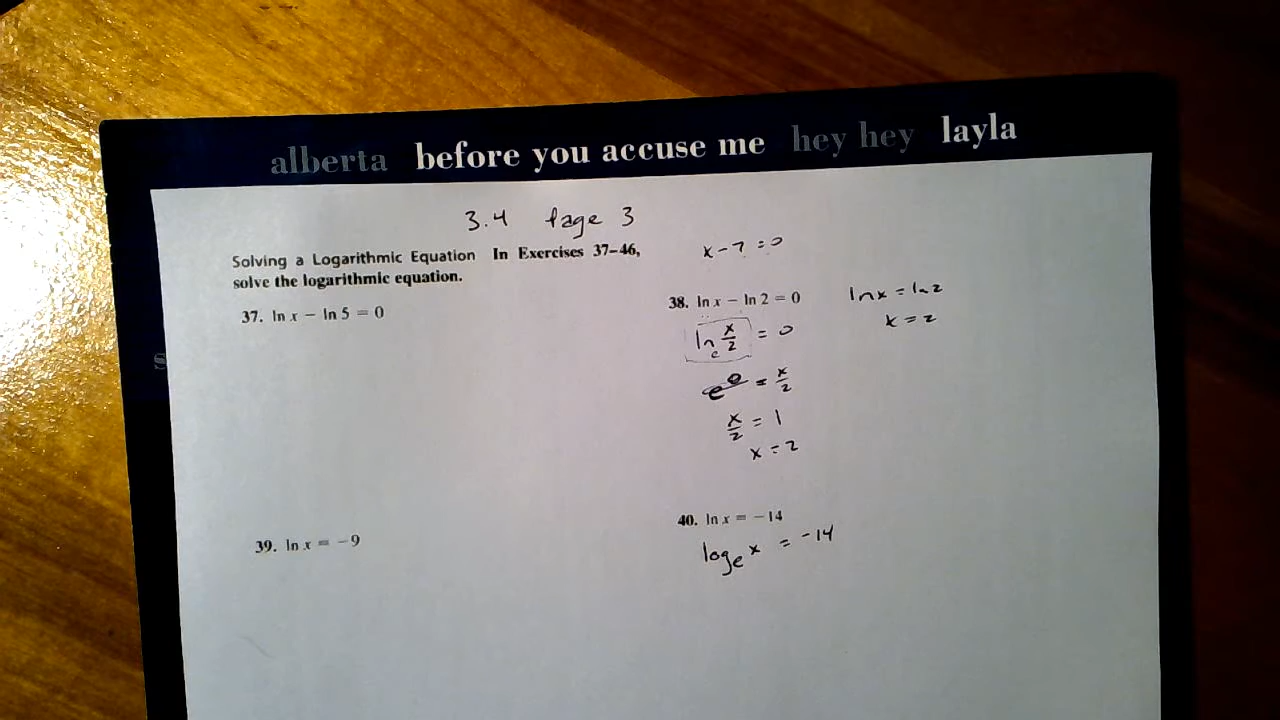 alberta before you accuse me hey hey layla
3.4 Page 3
Solving a Logarithmic Equation In Exercises 37–46,
solve the logarithmic equation.
x - 7 = 0
37. ln x − ln 5 = 0
38. ln x − ln 2 = 0
ln x = ln 2
x = 2
ln e x/2 = 0
e^0 = x/2
x/2 = 1
x = 2
39. ln x = −9
40. ln x = −14
log e x = -14